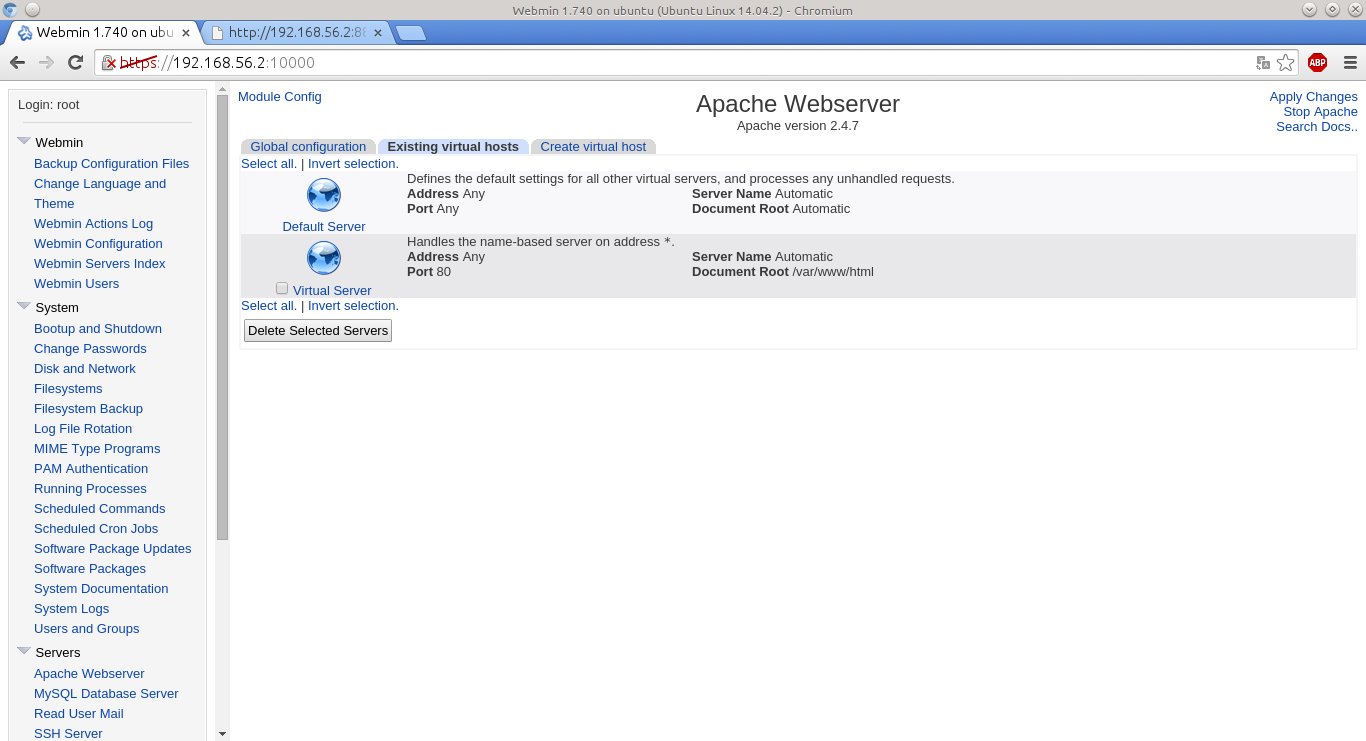 Webmin 1.740 on ubuntu (Ubuntu Linux 14.04.2) - Chromium
Webmin 1.740 on ubu
http://192.168.56.2:88
https://192.168.56.2:10000
ABP
Login: root
Webmin
Backup Configuration Files
Change Language and
Theme
Webmin Actions Log
Webmin Configuration
Webmin Servers Index
Webmin Users
System
Bootup and Shutdown
Change Passwords
Disk and Network
Filesystems
Filesystem Backup
Log File Rotation
MIME Type Programs
PAM Authentication
Running Processes
Scheduled Commands
Scheduled Cron Jobs
Software Package Updates
Software Packages
System Documentation
System Logs
Users and Groups
Servers
Apache Webserver
MySQL Database Server
Read User Mail
SSH Server
Module Config
Apache Webserver
Apache version 2.4.7
Apply Changes
Stop Apache
Search Docs..
Global configuration
Existing virtual hosts
Create virtual host
Select all. | Invert selection.
Default Server
Defines the default settings for all other virtual servers, and processes any unhandled requests.
Address Any
Server Name Automatic
Port Any
Document Root Automatic
Virtual Server
Handles the name-based server on address *.
Address Any
Server Name Automatic
Port 80
Document Root /var/www/html
Select all. | Invert selection.
Delete Selected Servers